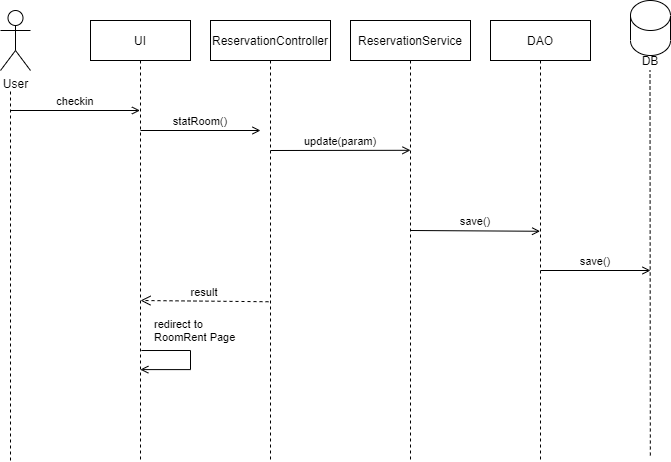 UI
ReservationController
ReservationService
DAO
User
DB
checkin
statRoom()
update(param)
save()
save()
result
redirect to
RoomRent Page